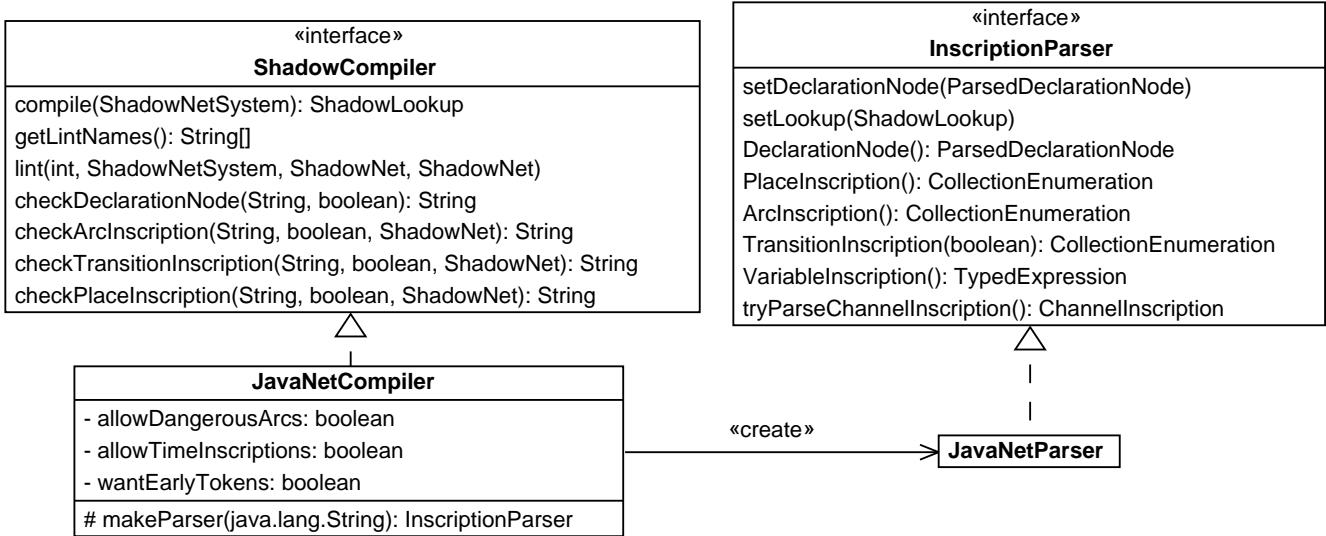 «interface»
ShadowCompiler
compile(ShadowNetSystem): ShadowLookup
getLintNames(): String[]
lint(int, ShadowNetSystem, ShadowNet, ShadowNet)
checkDeclarationNode(String, boolean): String
checkArcInscription(String, boolean, ShadowNet): String
checkTransitionInscription(String, boolean, ShadowNet): String
checkPlaceInscription(String, boolean, ShadowNet): String
«interface»
InscriptionParser
setDeclarationNode(ParsedDeclarationNode)
setLookup(ShadowLookup)
DeclarationNode(): ParsedDeclarationNode
PlaceInscription(): CollectionEnumeration
ArcInscription(): CollectionEnumeration
TransitionInscription(boolean): CollectionEnumeration
VariableInscription(): TypedExpression
tryParseChannelInscription(): ChannelInscription
JavaNetCompiler
- allowDangerousArcs: boolean
- allowTimeInscriptions: boolean
- wantEarlyTokens: boolean
# makeParser(java.lang.String): InscriptionParser
«create»
JavaNetParser